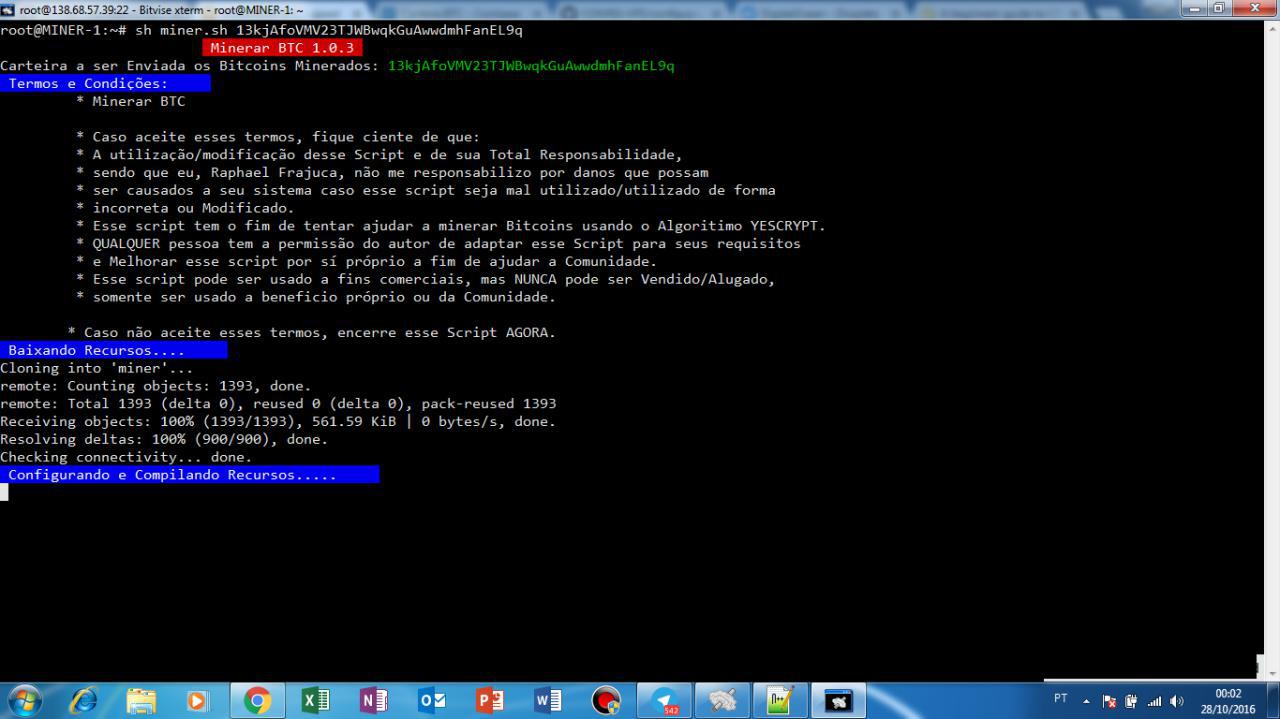 root@138.68.57.39:22 - Bitvise xterm - root@MINER-1: ~
root@MINER-1:~# sh miner.sh 13kjAfoVMV23TJWBwqkGuAwwdmhFanEL9q
Minerar BTC 1.0.3
Carteira a ser Enviada os Bitcoins Minerados: 13kjAfoVMV23TJWBwqkGuAwwdmhFanEL9q
Termos e Condições:
* Minerar BTC
* Caso aceite esses termos, fique ciente de que:
* A utilização/modificação desse Script e de sua Total Responsabilidade,
* sendo que eu, Raphael Frajuca, não me responsabilizo por danos que possam
* ser causados a seu sistema caso esse script seja mal utilizado/utilizado de forma
* incorreta ou Modificado.
* Esse script tem o fim de tentar ajudar a minerar Bitcoins usando o Algoritimo YESCRYPT.
* QUALQUER pessoa tem a permissão do autor de adaptar esse Script para seus requisitos
* e Melhorar esse script por sí próprio a fim de ajudar a Comunidade.
* Esse script pode ser usado a fins comerciais, mas NUNCA pode ser Vendido/Alugado,
* somente ser usado a beneficio próprio ou da Comunidade.
* Caso não aceite esses termos, encerre esse Script AGORA.
Baixando Recursos....
Cloning into 'miner'...
remote: Counting objects: 1393, done.
remote: Total 1393 (delta 0), reused 0 (delta 0), pack-reused 1393
Receiving objects: 100% (1393/1393), 561.59 KiB | 0 bytes/s, done.
Resolving deltas: 100% (900/900), done.
Checking connectivity... done.
Configurando e Compilando Recursos.....
542
PT
00:02
28/10/2016